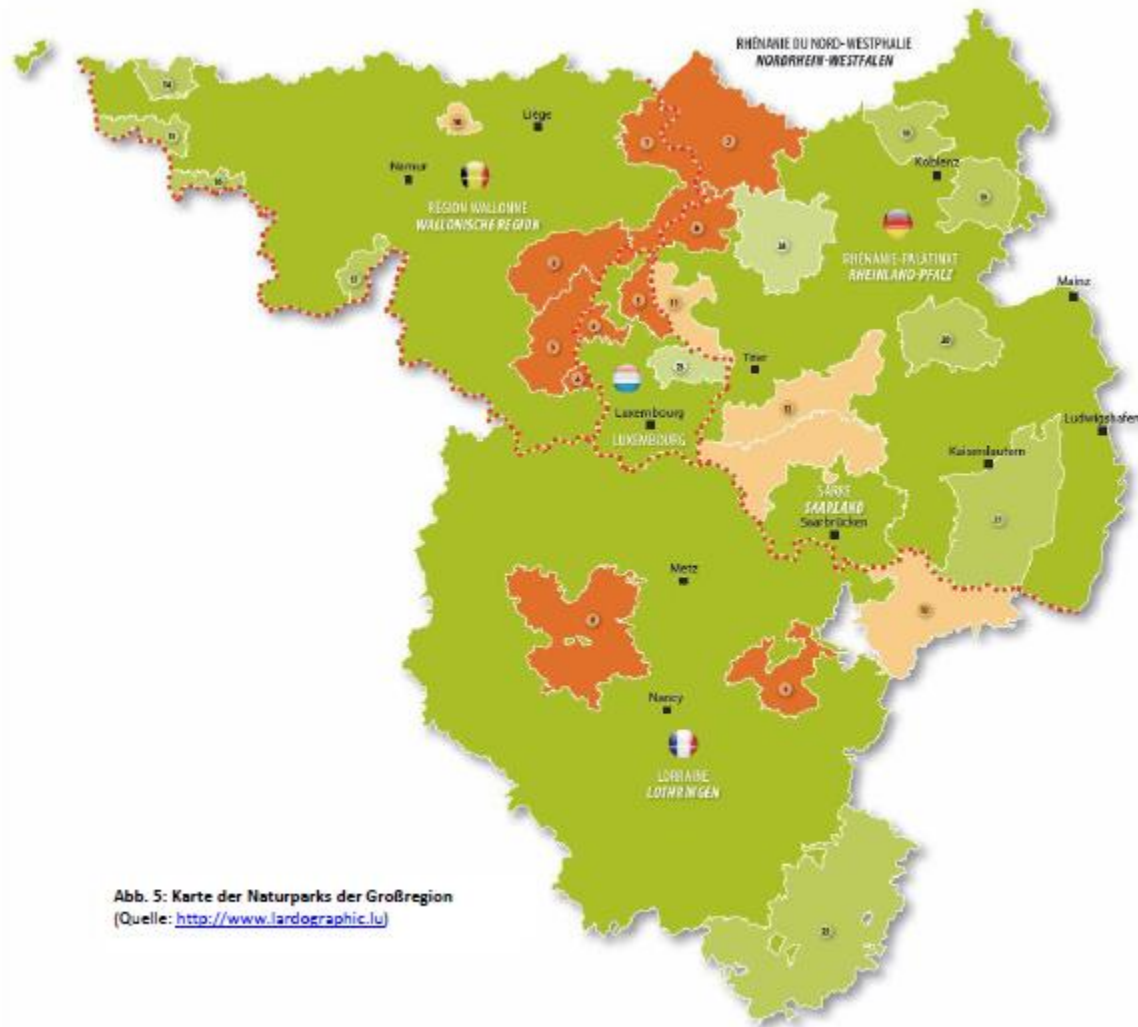 RHÉNANIE DU NORD-WESTPHALIE
NORDRHEIN-WESTFALEN
Liège
Namur
Koblenz
RÉGION WALLONNE
WALLONISCHE REGION
RHÉNANIE-PALATINAT
RHEINLAND-PFALZ
Mainz
Trier
Luxembourg
LUXEMBOURG
Ludwigshafen
Kaiserslautern
SARRE
SAARLAND
Saarbrücken
Metz
Nancy
LORRAINE
LOTHRINGEN
Abb. 5: Karte der Naturparks der Großregion
(Quelle: http://www.lardographic.lu)